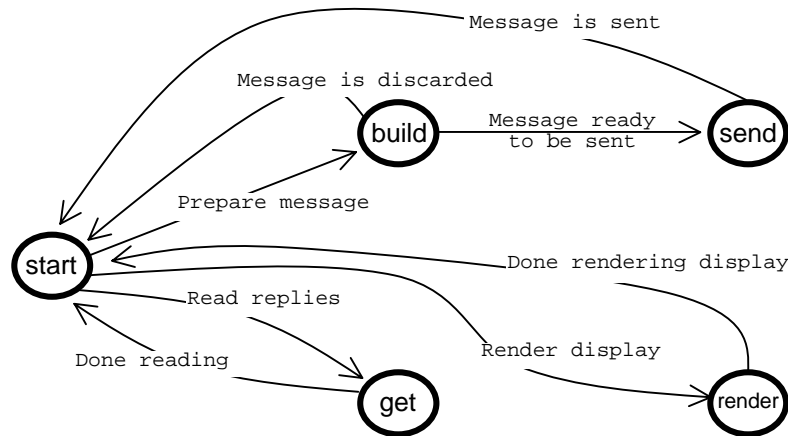 Message is sent
Message is discarded
build
Message ready
to be sent
send
Prepare message
start
Done rendering display
Read replies
Done reading
Render display
get
render